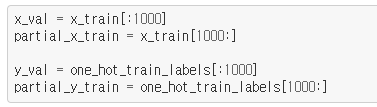 x_val = x_train[:1000]
partial_x_train = x_train[1000:]
y_val = one_hot_train_labels[:1000]
partial_y_train = one_hot_train_labels[1000:]